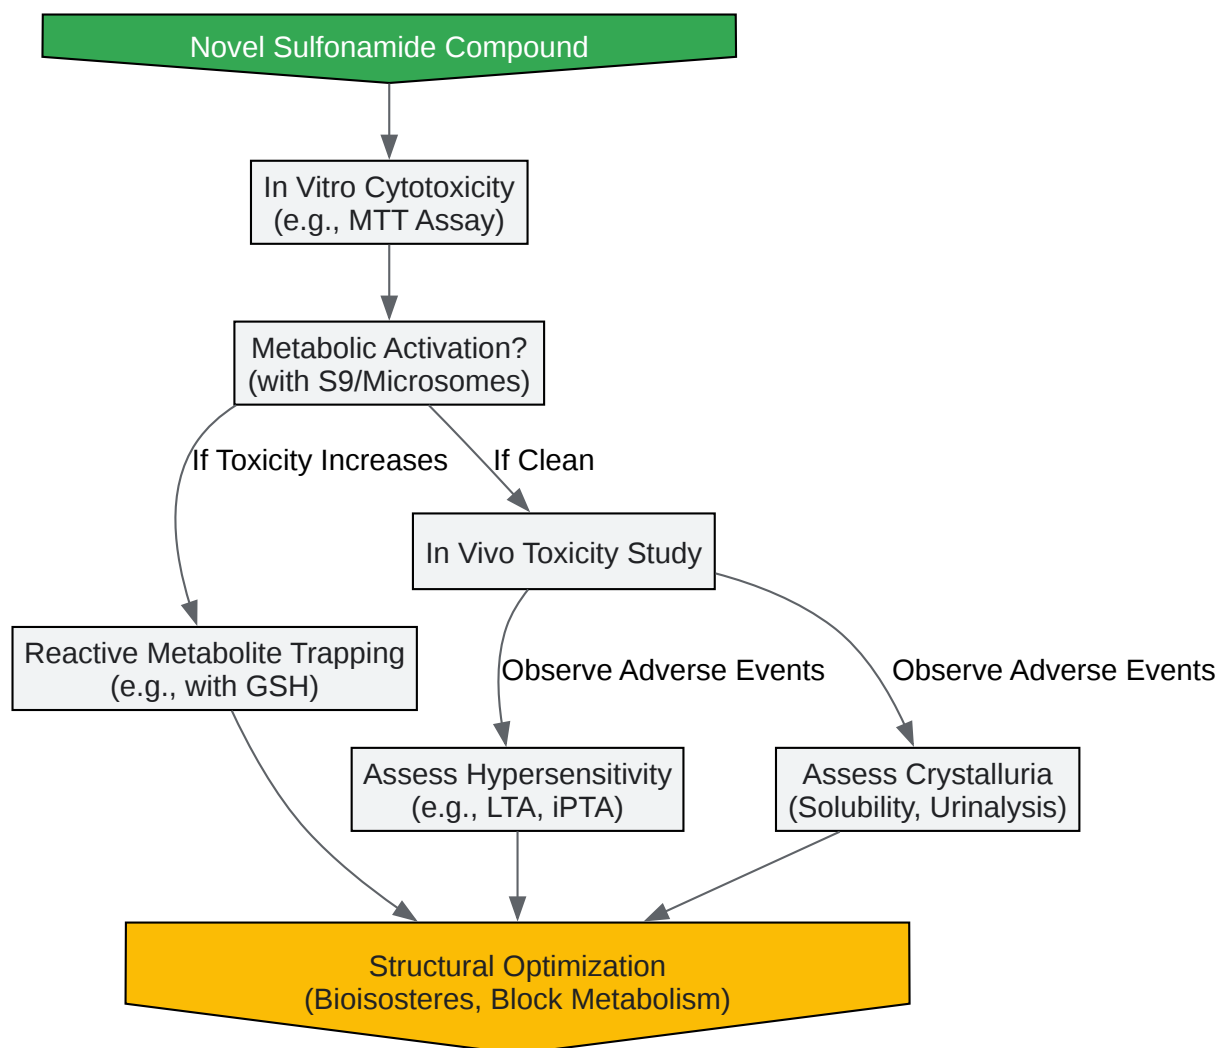 Novel Sulfonamide Compound
In Vitro Cytotoxicity
(e.g., MTT Assay)
Metabolic Activation?
(with S9/Microsomes)
If Toxicity Increases
If Clean
In Vivo Toxicity Study
Reactive Metabolite Trapping
(e.g., with GSH)
Observe Adverse Events
Observe Adverse Events
Assess Hypersensitivity
(e.g., LTA, iPTA)
Assess Crystalluria
(Solubility, Urinalysis)
Structural Optimization
(Bioisosteres, Block Metabolism)